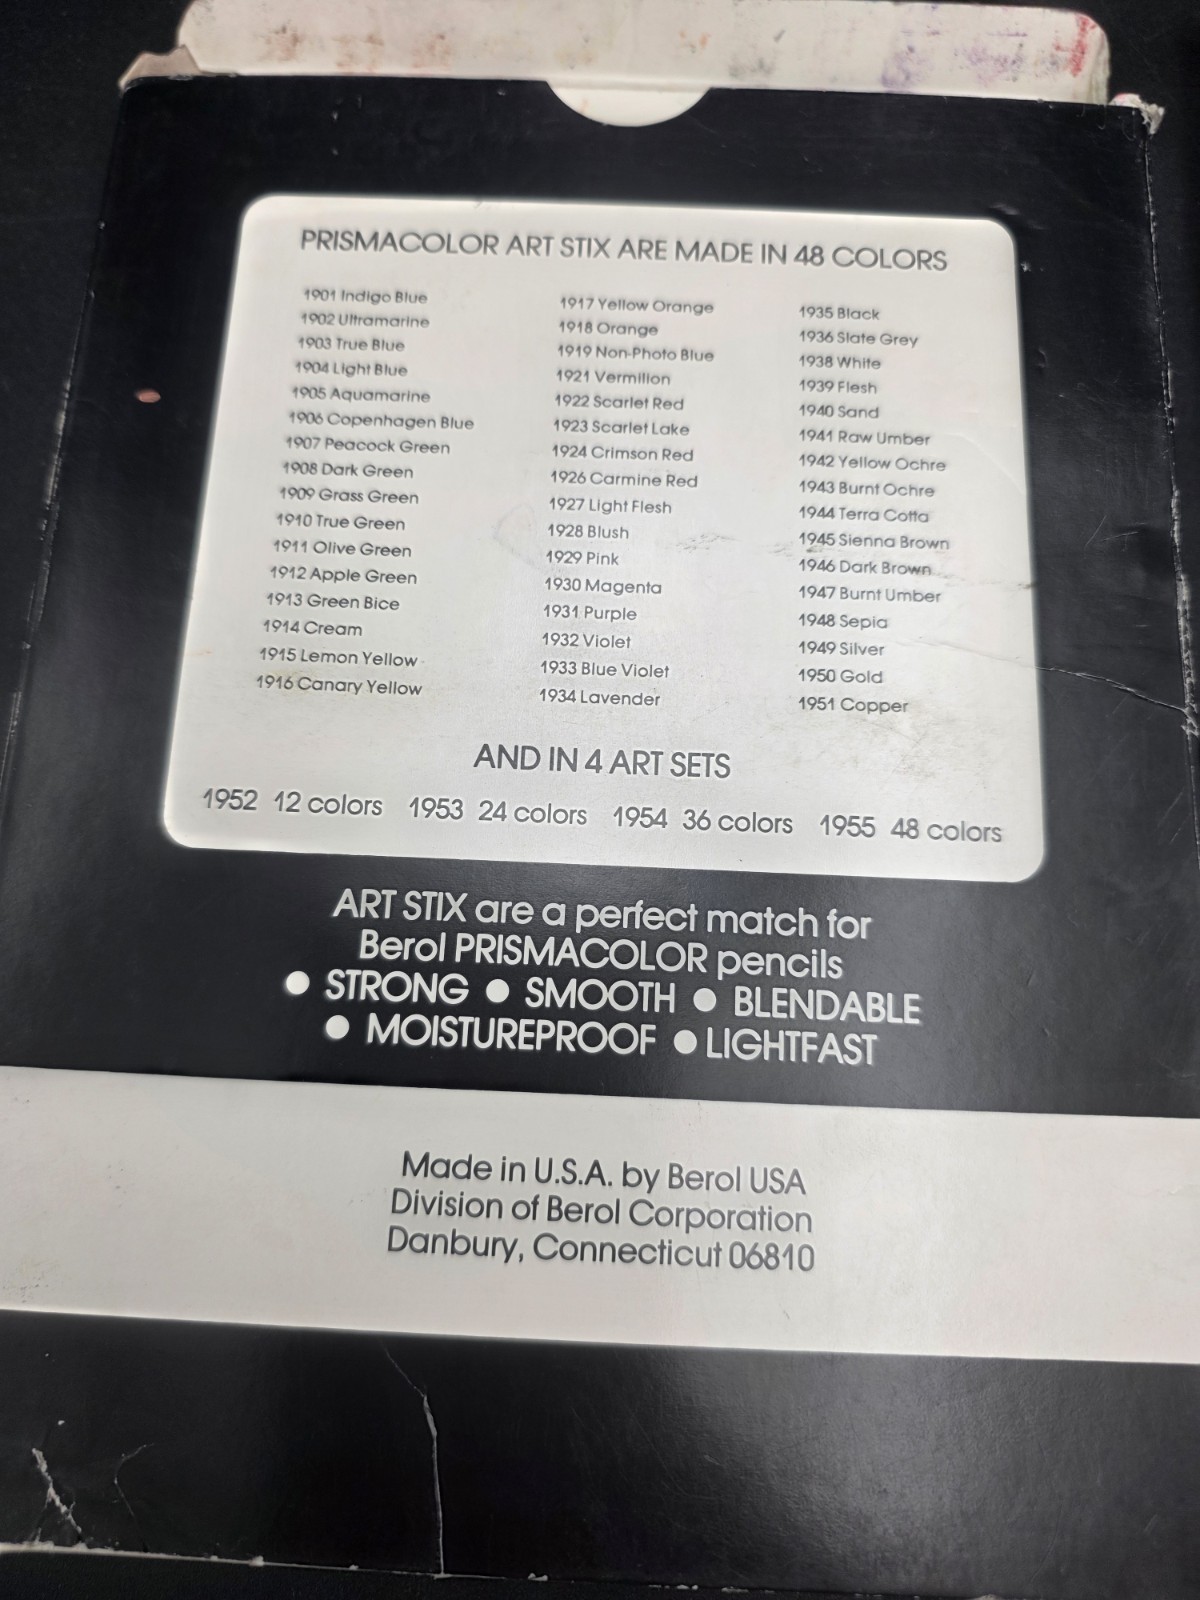 PRISMACOLOR ART STIX ARE MADE IN 48 COLORS
1901 Indigo Blue
1902 Ultramarine
1903 True Blue
1904 Light Blue
1905 Aquamarine
1906 Copenhagen Blue
1907 Peacock Green
1908 Dark Green
1909 Grass Green
1910 True Green
1911 Olive Green
1912 Apple Green
1913 Green Bice
1914 Cream
1915 Lemon Yellow
1916 Canary Yellow
1917 Yellow Orange
1918 Orange
1919 Non-Photo Blue
1921 Vermilion
1922 Scarlet Red
1923 Scarlet Lake
1924 Crimson Red
1926 Carmine Red
1927 Light Flesh
1928 Blush
1929 Pink
1930 Magenta
1931 Purple
1932 Violet
1933 Blue Violet
1934 Lavender
1935 Black
1936 Slate Grey
1938 White
1939 Flesh
1940 Sand
1941 Raw Umber
1942 Yellow Ochre
1943 Burnt Ochre
1944 Terra Cotta
1945 Sienna Brown
1946 Dark Brown
1947 Burnt Umber
1948 Sepia
1949 Silver
1950 Gold
1951 Copper
AND IN 4 ART SETS
1952 12 colors 1953 24 colors 1954 36 colors 1955 48 colors
ART STIX are a perfect match for
Berol PRISMACOLOR pencils
● STRONG ● SMOOTH ● BLENDABLE
● MOISTUREPROOF ● LIGHTFAST
Made in U.S.A. by Berol USA
Division of Berol Corporation
Danbury, Connecticut 06810